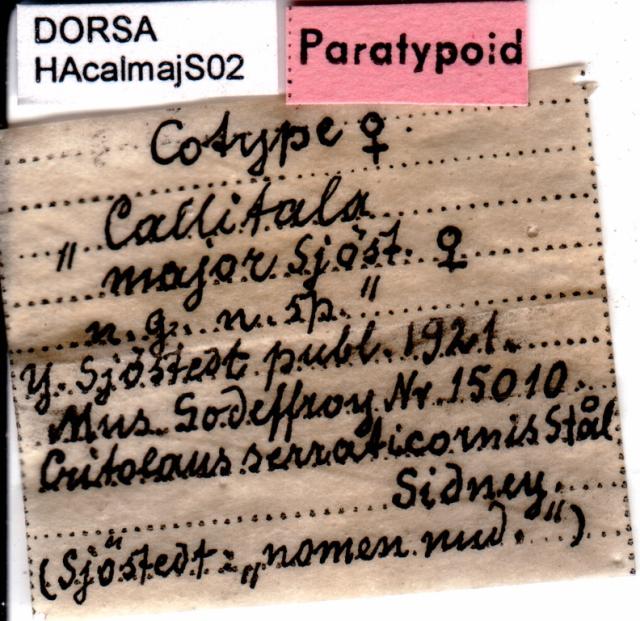 DORSA
HAcalmajS02
Paratypoid
Cotype ♀
„Callitala
major Sjöst. ♀
n. g. n. sp."
Y. Sjöstedt publ. 1921.
Mus. Godeffroy Nr. 15010.
Critolaus serraticornis Stål
Sidney.
(Sjöstedt: „nomen nud.")